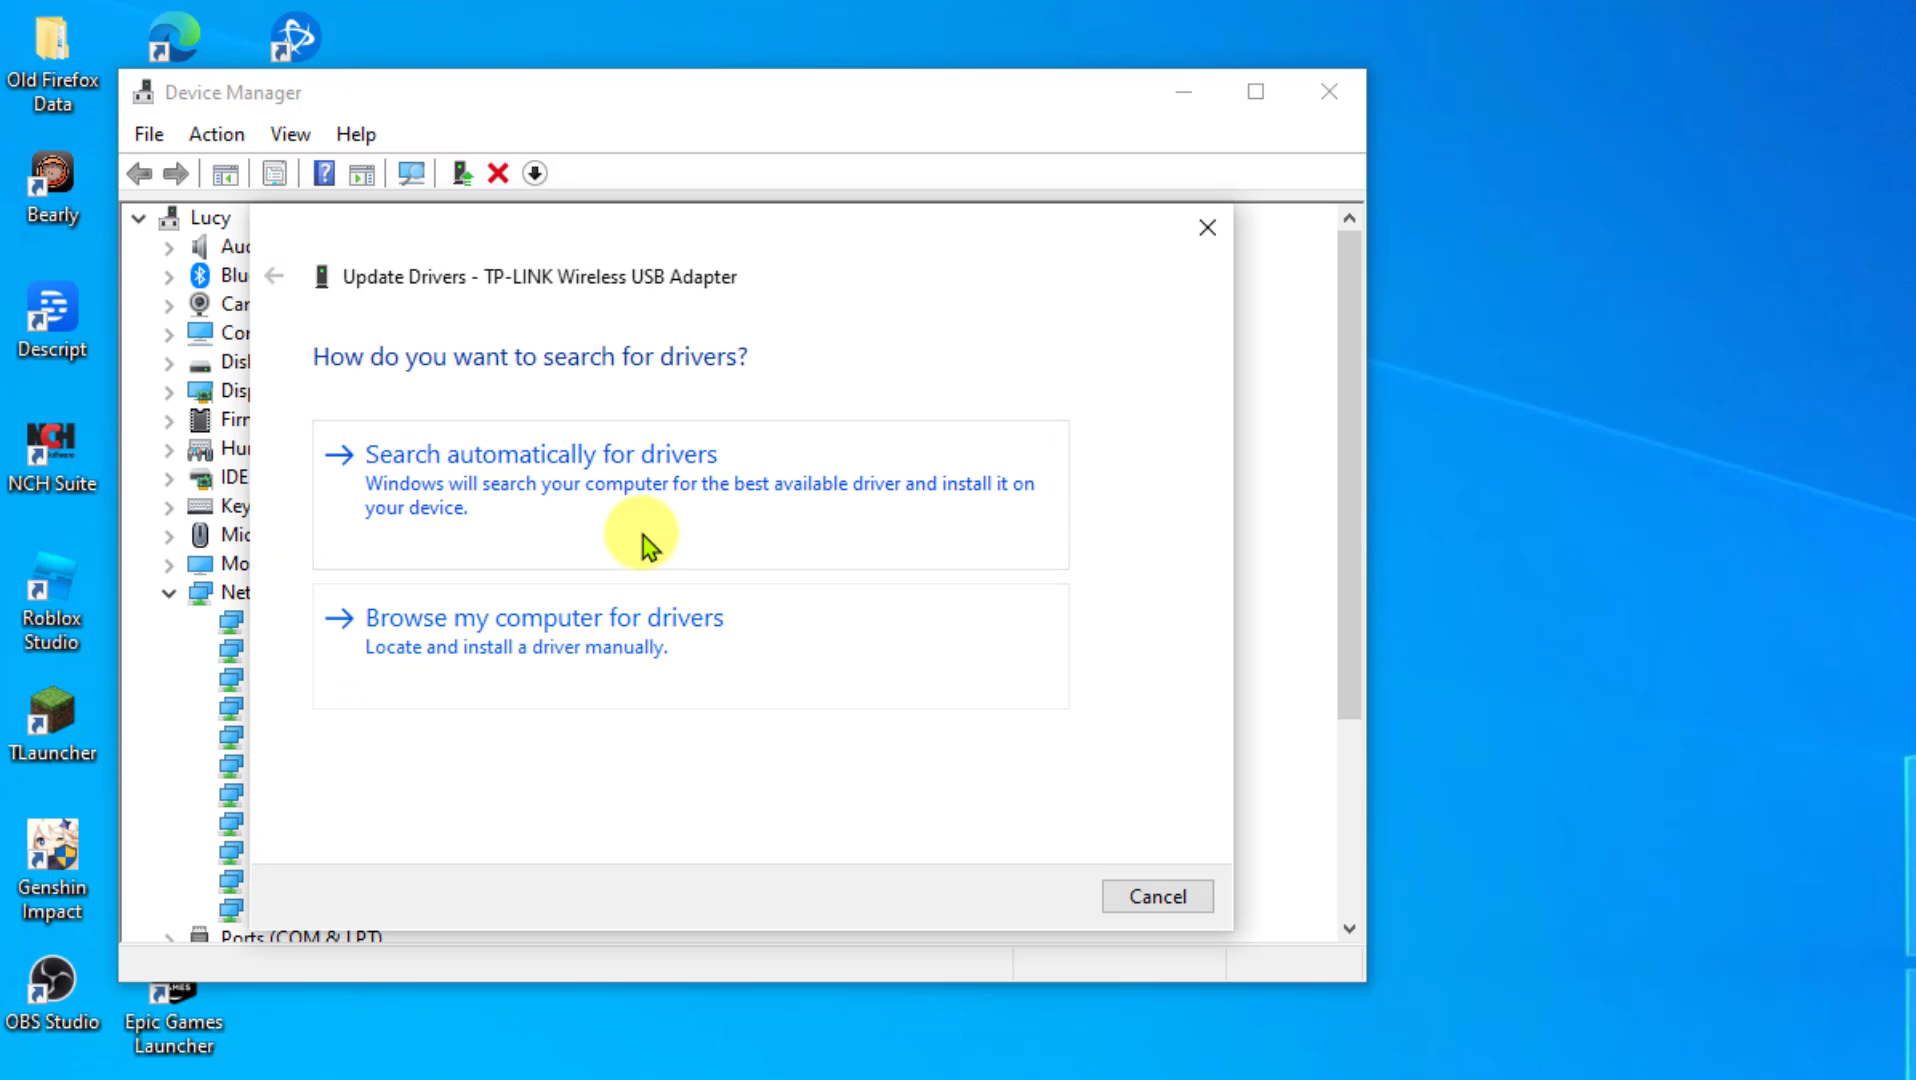 Old Firefox
Data
Bearly
Descript
NCH
NCH Suite
Roblox
Studio
TLauncher
Genshin
Impact
OBS Studio
GAMES
Epic Games
Launcher
Device Manager
File Action View Help
Lucy
Aud
Blu
Car
Cor
Disl
Disp
Firr
Hur
IDE
Key
Mic
Mo
Net
Ports (COM & LPT)
Update Drivers - TP-LINK Wireless USB Adapter
How do you want to search for drivers?
Search automatically for drivers
Windows will search your computer for the best available driver and install it on
your device.
Browse my computer for drivers
Locate and install a driver manually.
Cancel